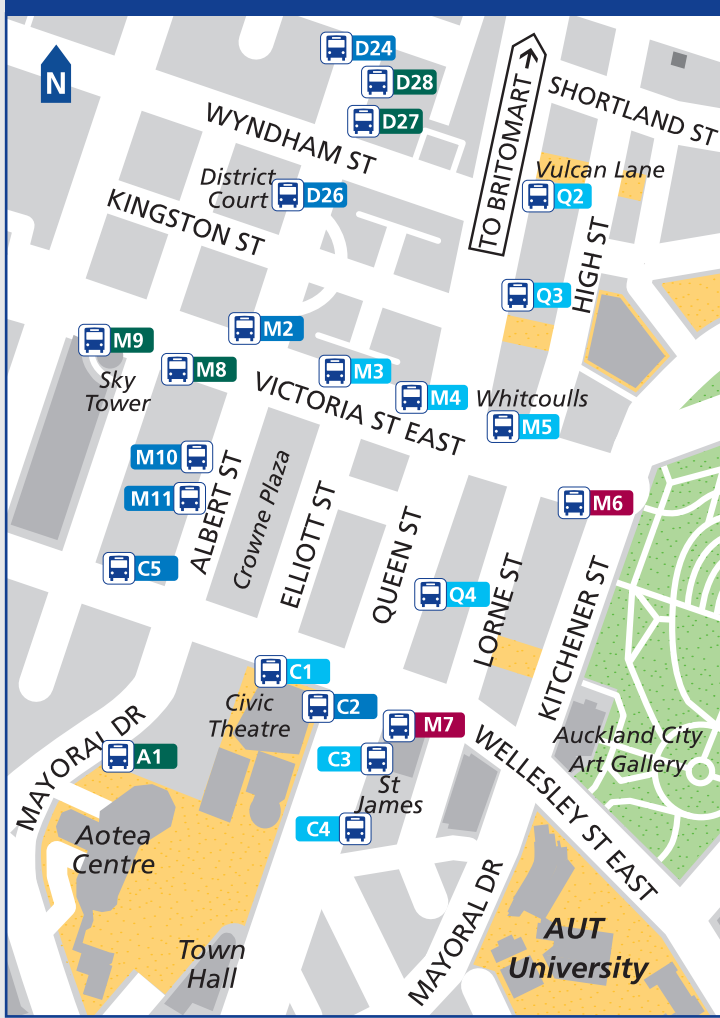 D24
N
D28
TO BRITOMART
SHORTLAND ST
WYNDHAM ST
D27
District
Court
D26
Vulcan Lane
Q2
KINGSTON ST
HIGH ST
Q3
M2
M9
M8
M3
Sky
Tower
VICTORIA ST EAST
M4
Whitcoulls
M5
M10
M11
ALBERT ST
Crowne Plaza
ELLIOTT ST
QUEEN ST
M6
C5
Q4
LORNE ST
KITCHENER ST
C1
Civic
Theatre
C2
M7
MAYORAL DR
A1
C3
St
James
WELLESLEY ST EAST
Auckland City
Art Gallery
C4
Aotea
Centre
MAYORAL DR
Town
Hall
AUT
University